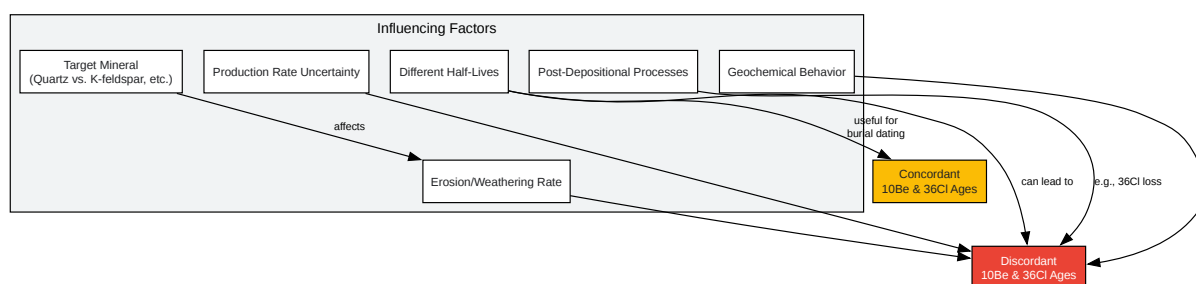 Influencing Factors
Target Mineral
(Quartz vs. K-feldspar, etc.)
Production Rate Uncertainty
Different Half-Lives
Post-Depositional Processes
Geochemical Behavior
affects
useful for
burial dating
Erosion/Weathering Rate
Concordant
10Be & 36Cl Ages
can lead to
e.g., 36Cl loss
Discordant
10Be & 36Cl Ages